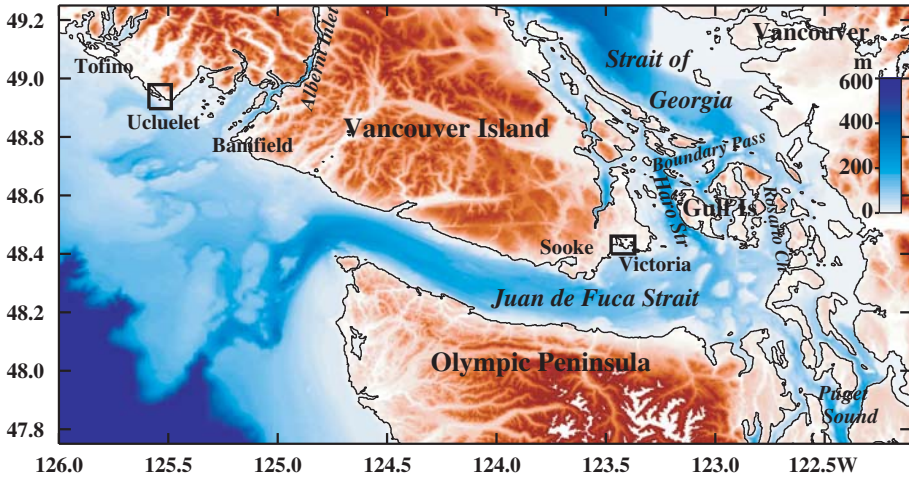 49.2
49.0
48.8
48.6
48.4
48.2
48.0
47.8
Tofino
Ucluelet
Bamfield
Alberni Inlet
Vancouver Island
Strait of
Georgia
Vancouver
m
600
400
200
0
Boundary Pass
Haro Str
Gulf Is
Rosario Ch
Sooke
Victoria
Juan de Fuca Strait
Olympic Peninsula
Puget
Sound
126.0
125.5
125.0
124.5
124.0
123.5
123.0
122.5W